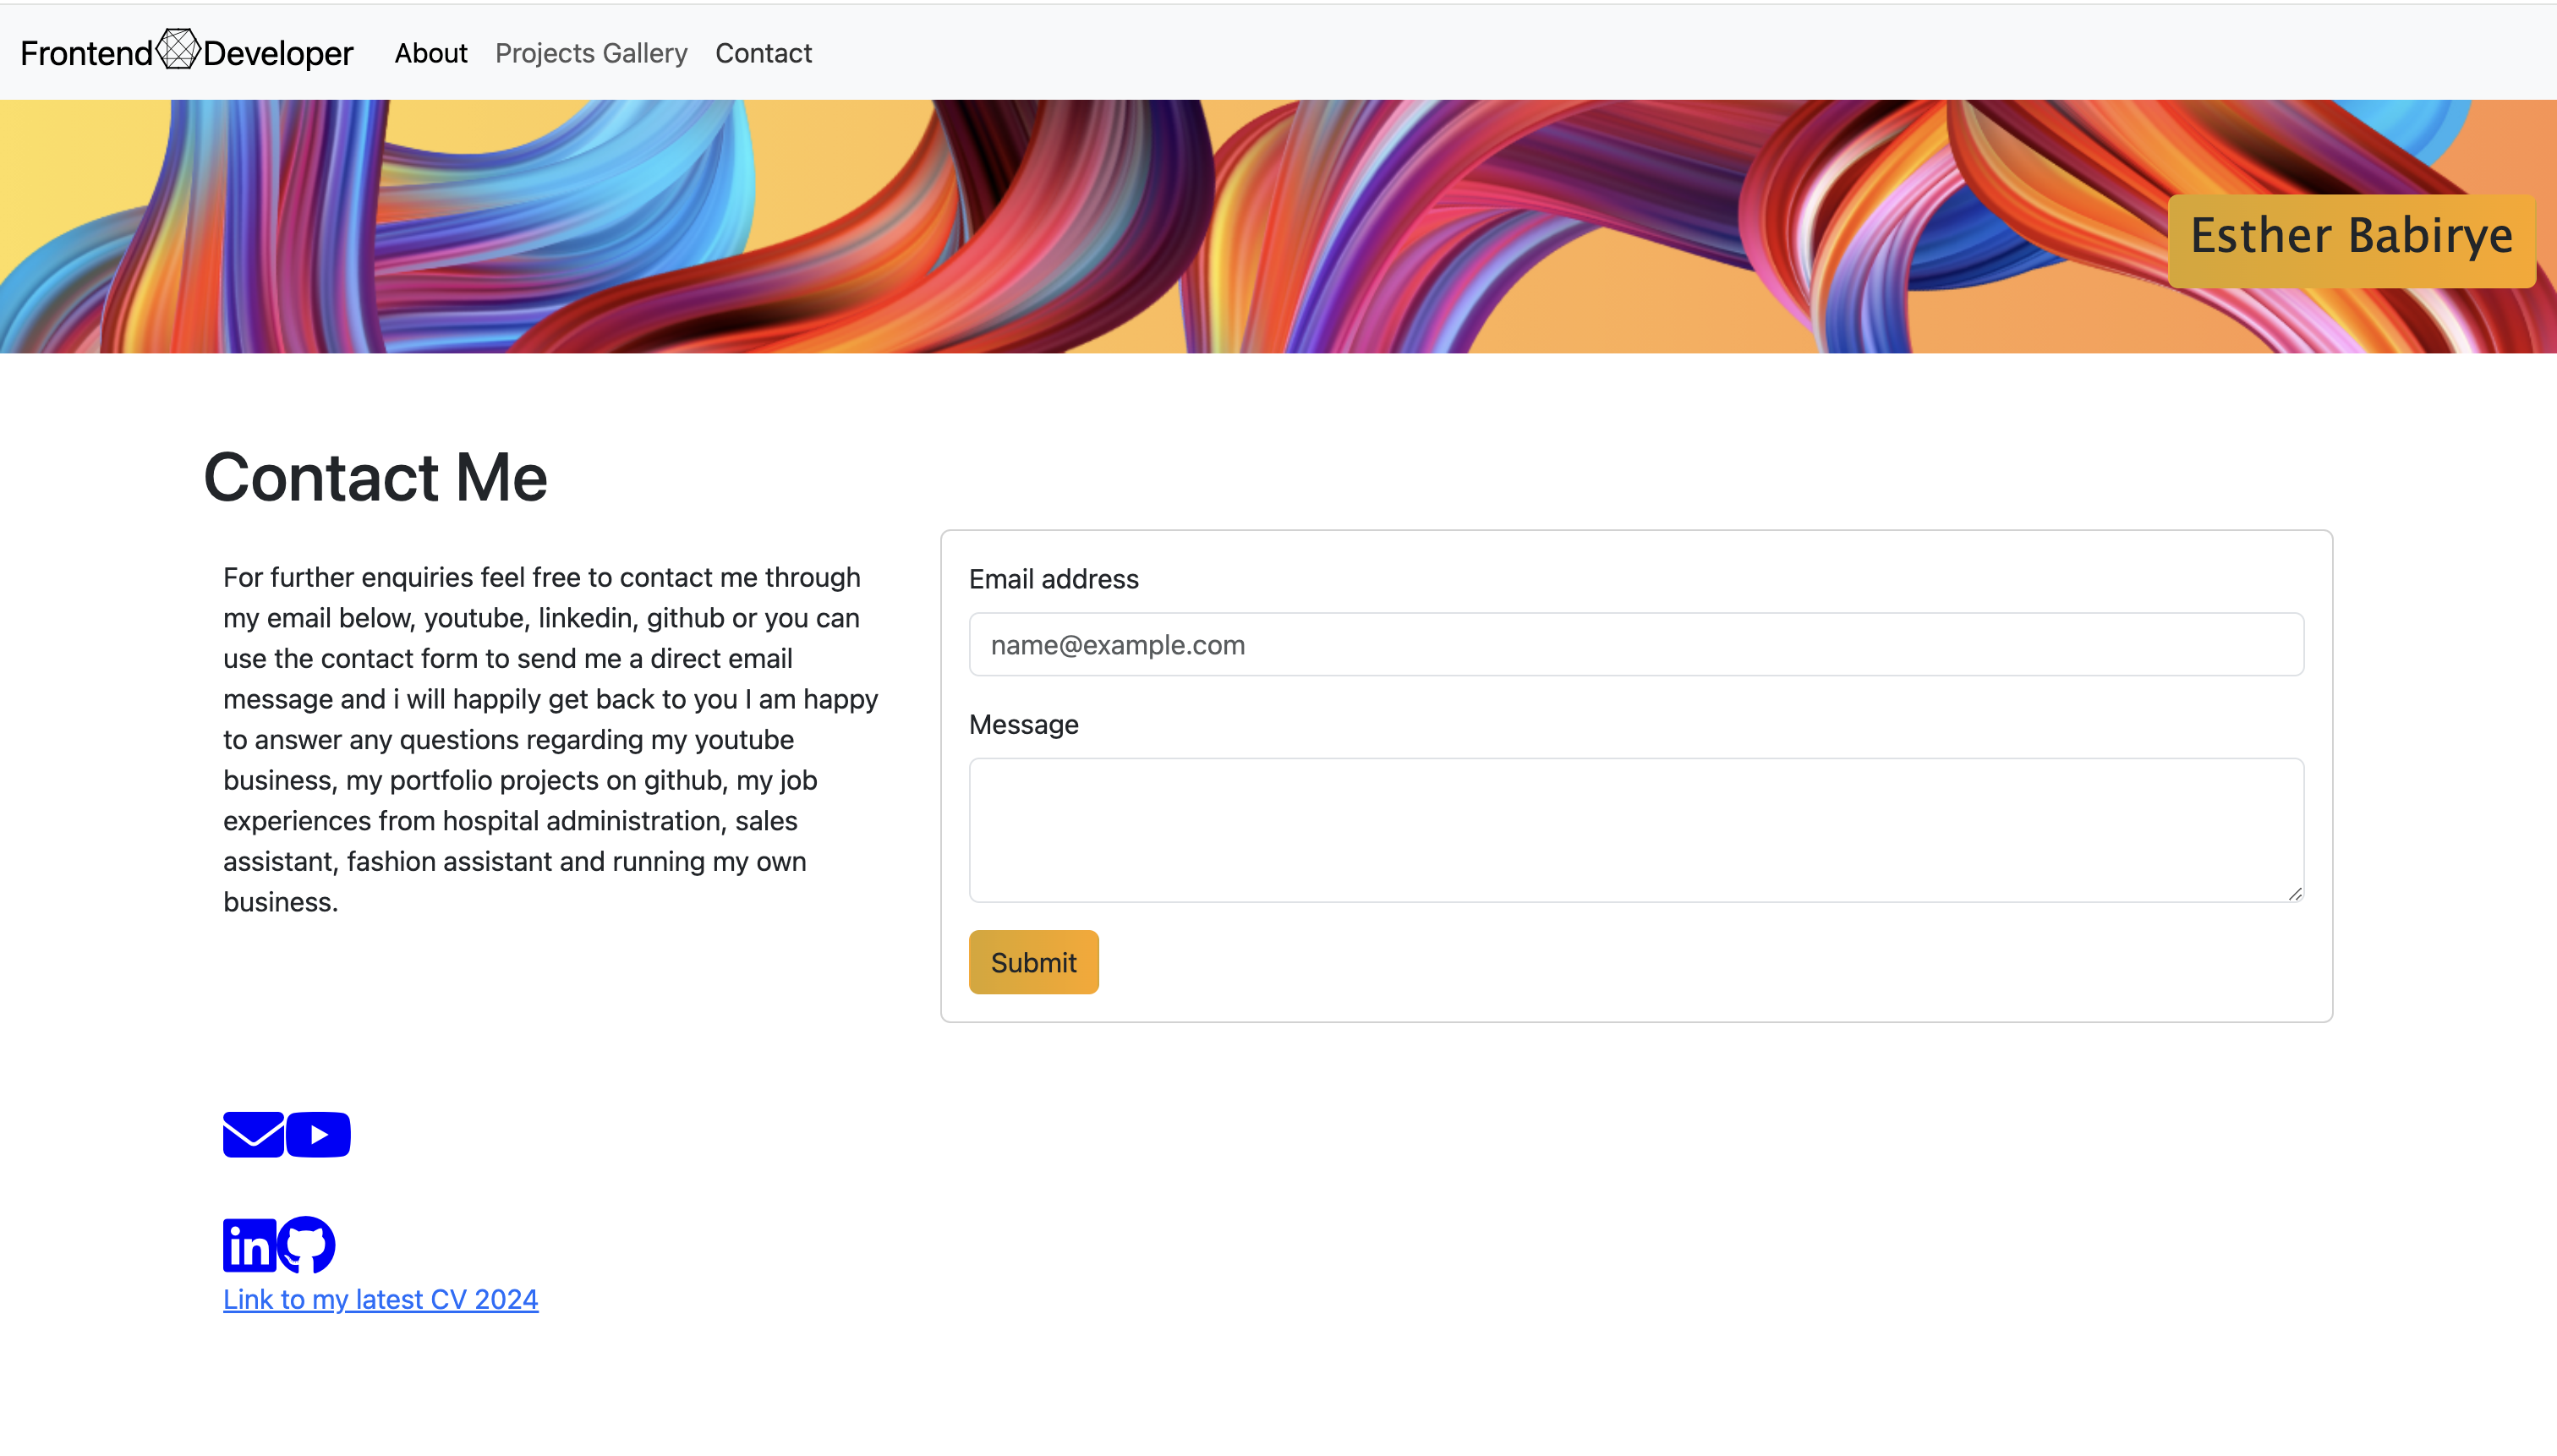 Frontend Developer About Projects Gallery Contact
Esther Babirye
Contact Me
For further enquiries feel free to contact me through
my email below, youtube, linkedin, github or you can
use the contact form to send me a direct email
message and i will happily get back to you I am happy
to answer any questions regarding my youtube
business, my portfolio projects on github, my job
experiences from hospital administration, sales
assistant, fashion assistant and running my own
business.
Email address
name@example.com
Message
Submit
in
Link to my latest CV 2024